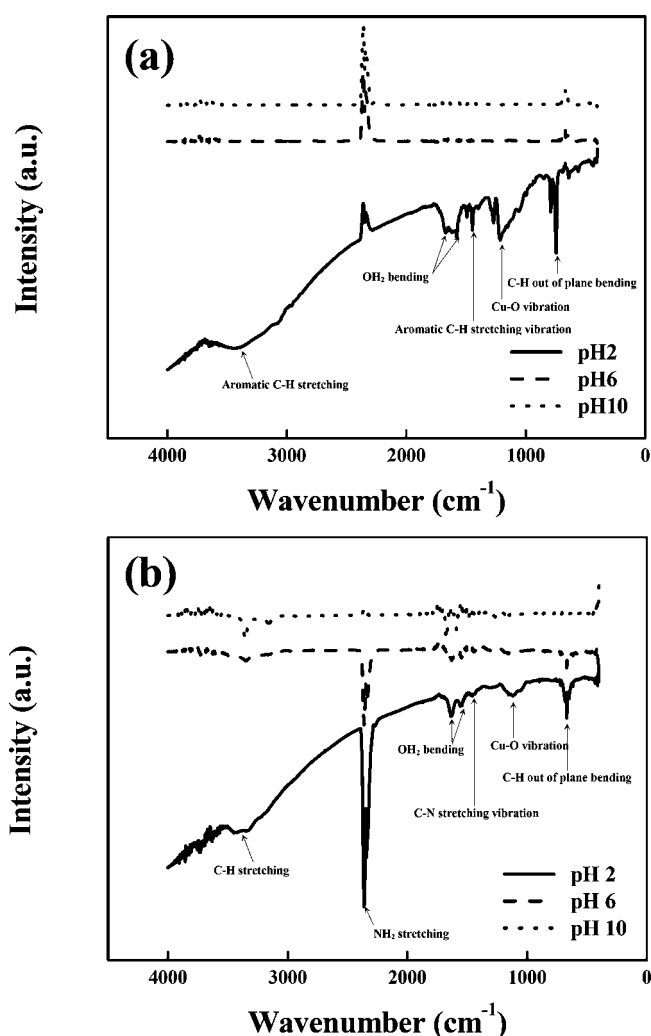 (a)
Intensity (a.u.)
OH₂ bending
C-H out of plane bending
Cu-O vibration
Aromatic C-H stretching vibration
Aromatic C-H stretching
pH2
pH6
pH10
4000 3000 2000 1000 0
Wavenumber (cm⁻¹)
(b)
Intensity (a.u.)
OH₂ bending
Cu-O vibration
C-H out of plane bending
C-N stretching vibration
C-H stretching
NH₂ stretching
pH 2
pH 6
pH 10
4000 3000 2000 1000 0
Wavenumber (cm⁻¹)